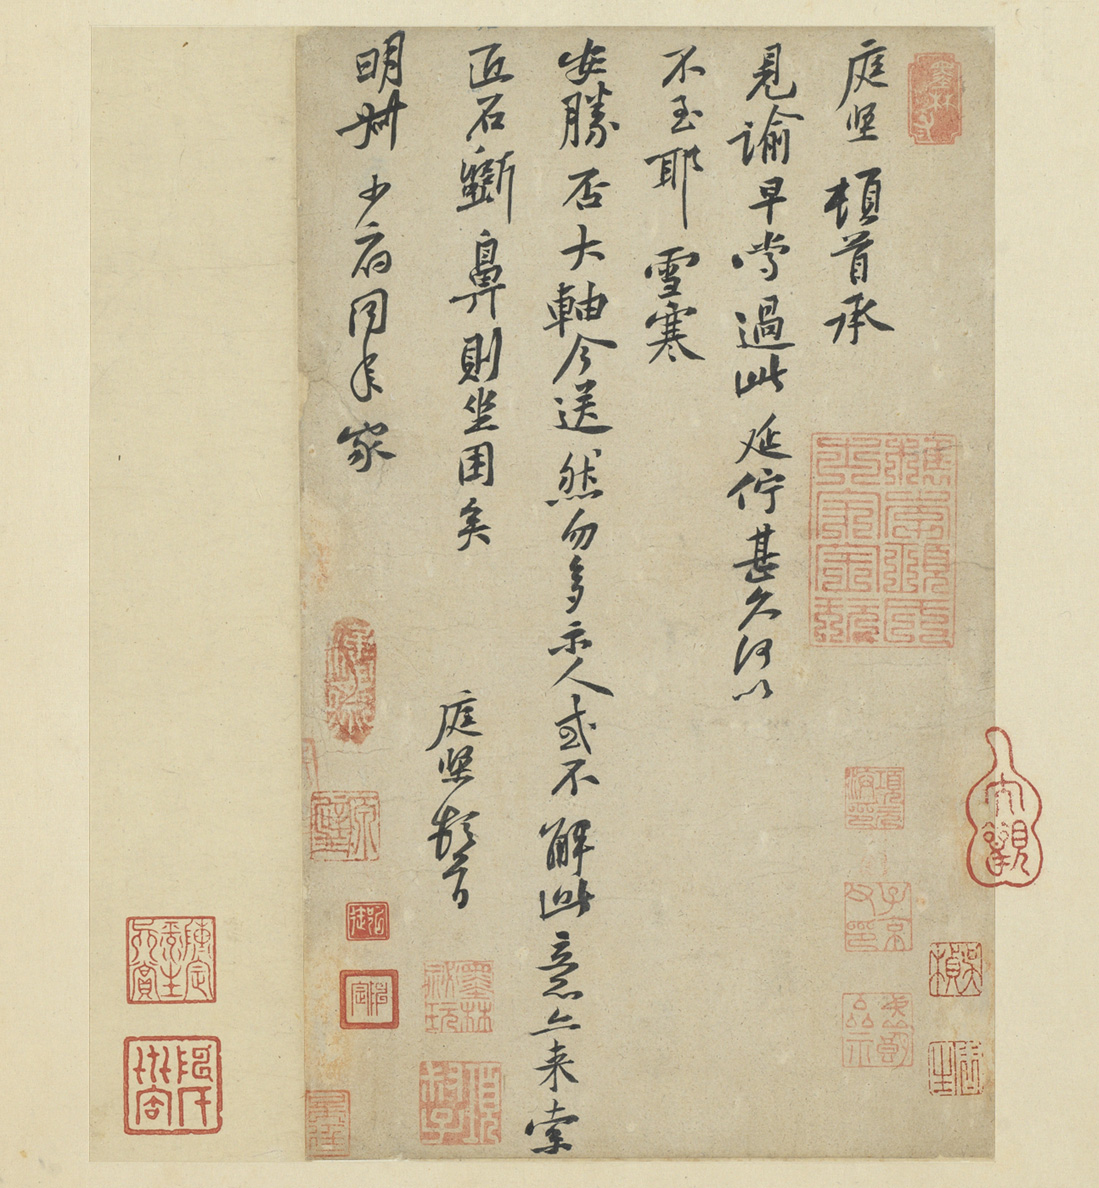 庭堅頓首承
見諭早嘗過此延佇甚久何以
不至耶雪寒
安勝否大軸今送然勿多示人或不解此意亦來索
匠石斲鼻則坐困矣
庭堅頓首
明叔少府同年家